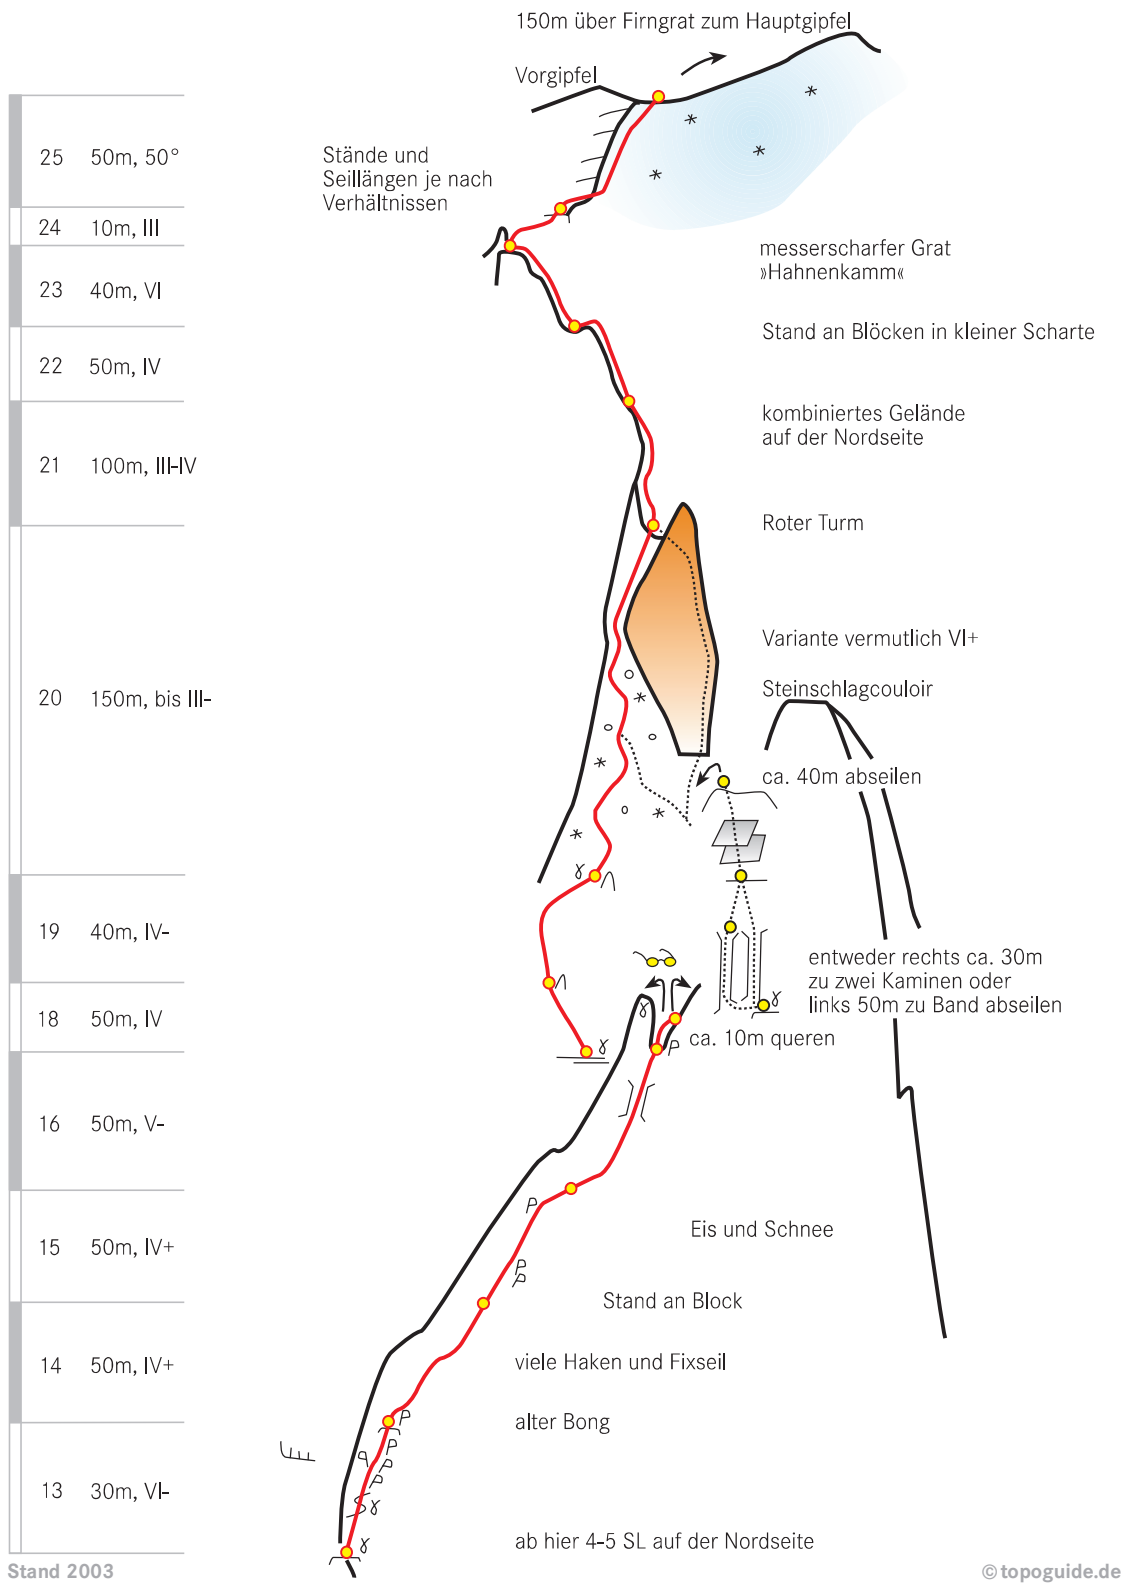 150m über Firngrat zum Hauptgipfel
Vorgipfel
25 50m, 50°
Stände und
Seillängen je nach
Verhältnissen
24 10m, III
messerscharfer Grat
»Hahnenkamm«
23 40m, VI
Stand an Blöcken in kleiner Scharte
22 50m, IV
kombiniertes Gelände
auf der Nordseite
21 100m, III-IV
Roter Turm
Variante vermutlich VI+
Steinschlagcouloir
20 150m, bis III-
ca. 40m abseilen
19 40m, IV-
entweder rechts ca. 30m
zu zwei Kaminen oder
links 50m zu Band abseilen
18 50m, IV
ca. 10m queren
16 50m, V-
Eis und Schnee
15 50m, IV+
Stand an Block
14 50m, IV+
viele Haken und Fixseil
alter Bong
13 30m, VI-
ab hier 4-5 SL auf der Nordseite
Stand 2003
© topoguide.de